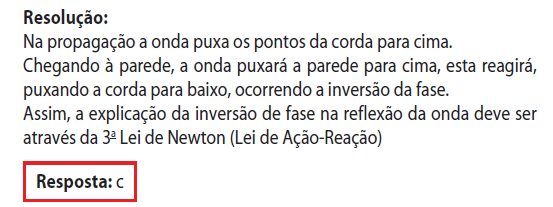 Resolução:
Na propagação a onda puxa os pontos da corda para cima.
Chegando à parede, a onda puxará a parede para cima, esta reagirá,
puxando a corda para baixo, ocorrendo a inversão da fase.
Assim, a explicação da inversão de fase na reflexão da onda deve ser
através da 3ª Lei de Newton (Lei de Ação-Reação)
Resposta: c